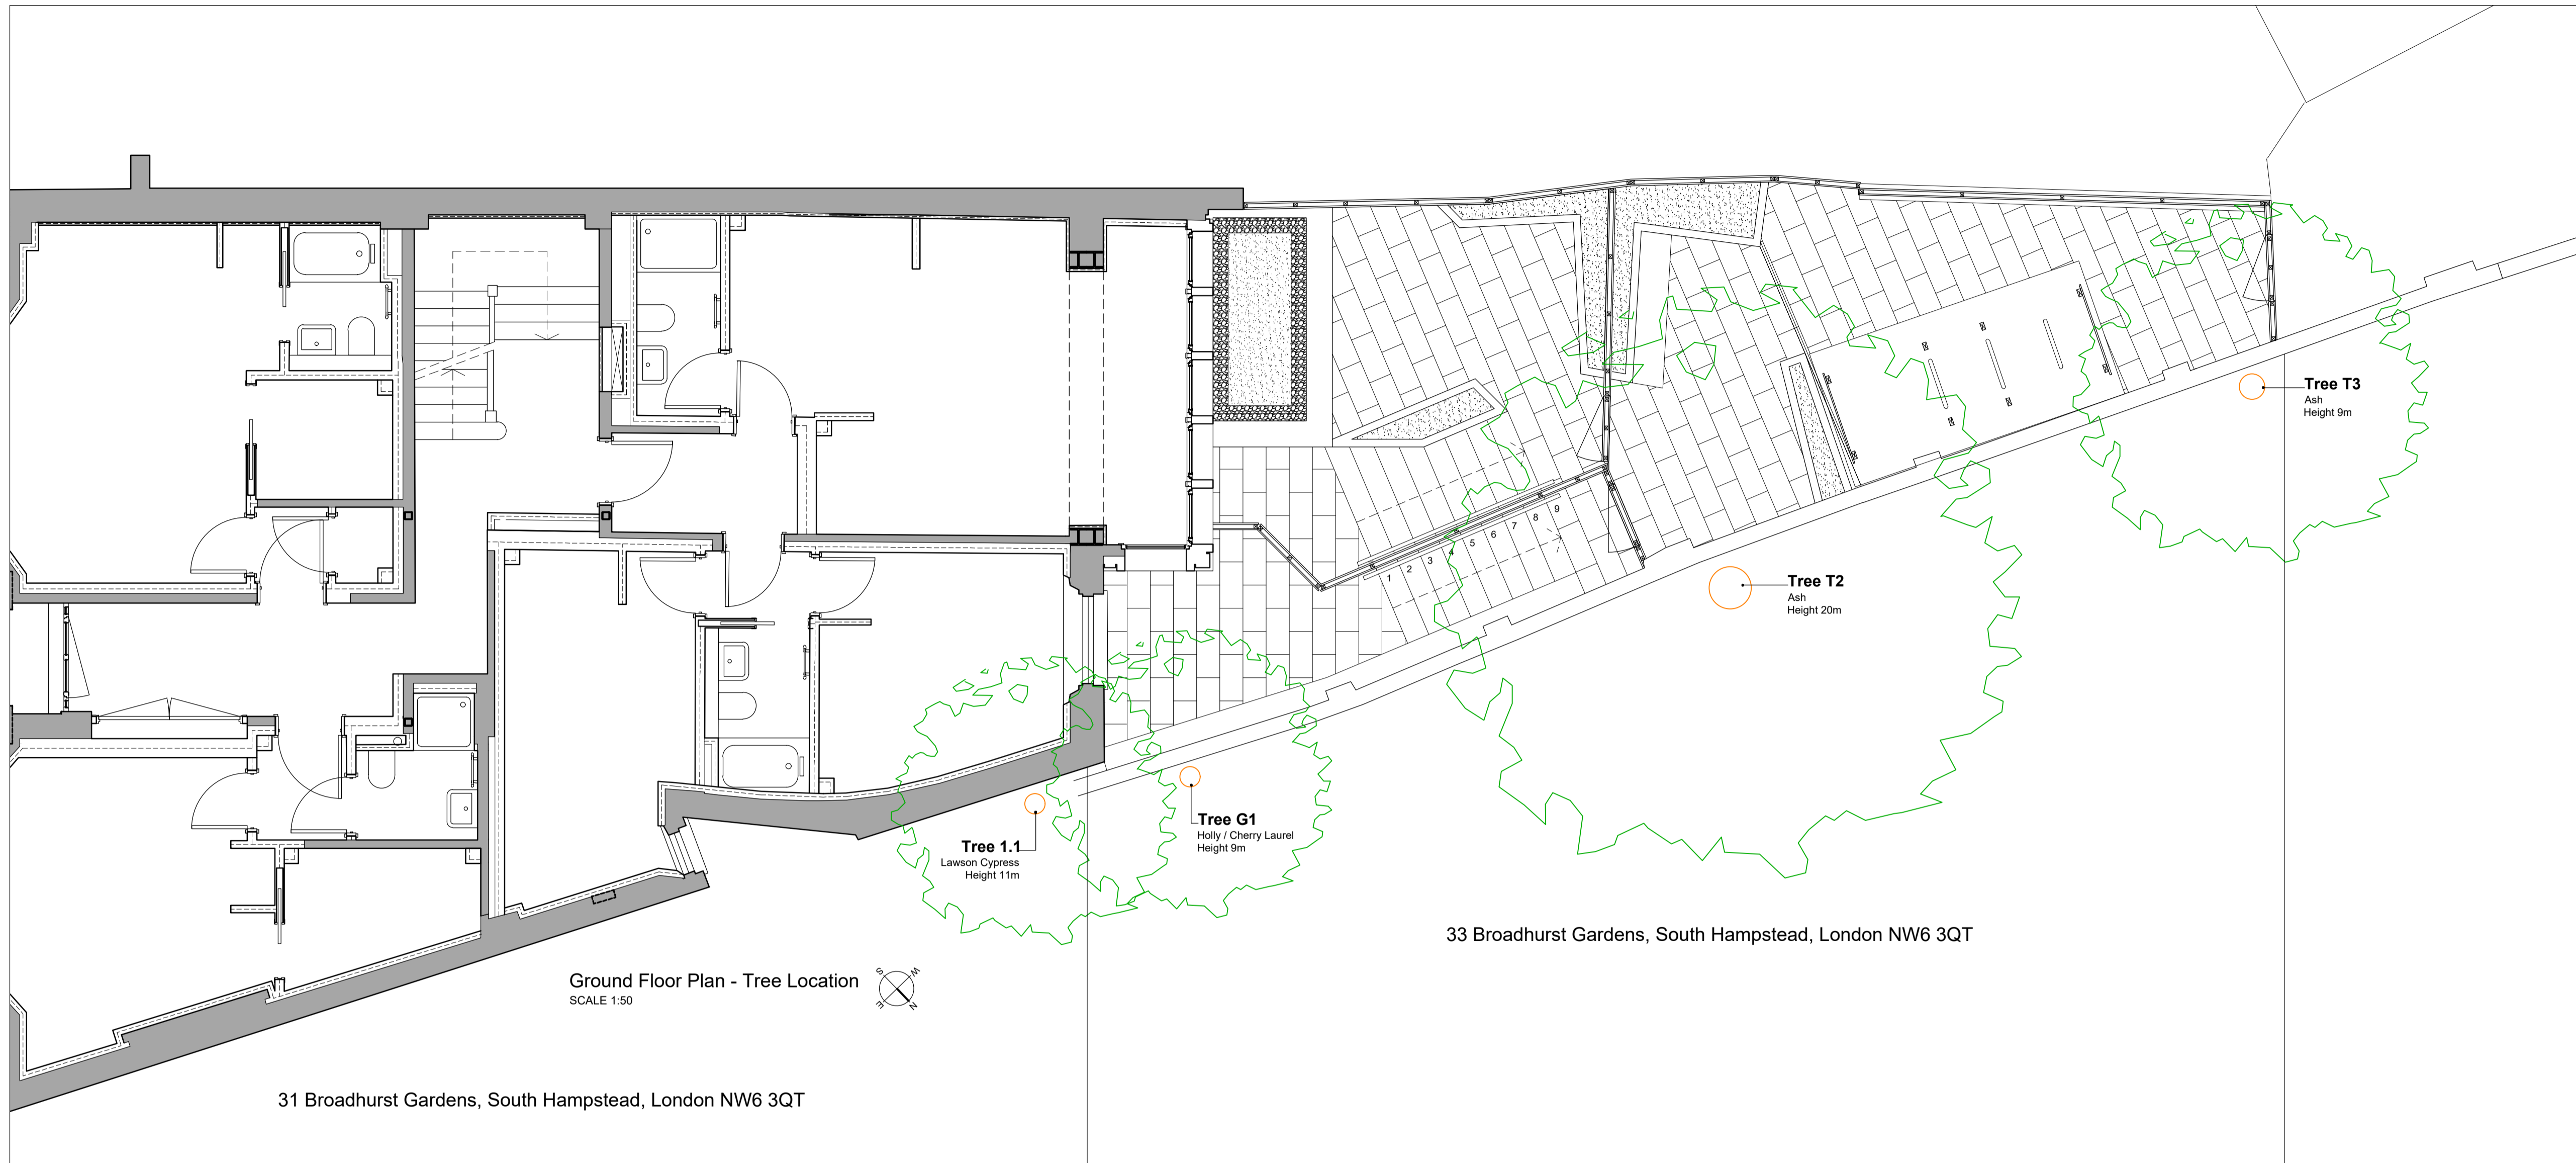 Tree T3
Ash
Height 9m
1 2 3 4 5 6 7 8 9
Tree T2
Ash
Height 20m
Tree G1
Holly / Cherry Laurel
Height 9m
Tree 1.1
Lawson Cypress
Height 11m
33 Broadhurst Gardens, South Hampstead, London NW6 3QT
Ground Floor Plan - Tree Location
SCALE 1:50
S W
E N
31 Broadhurst Gardens, South Hampstead, London NW6 3QT